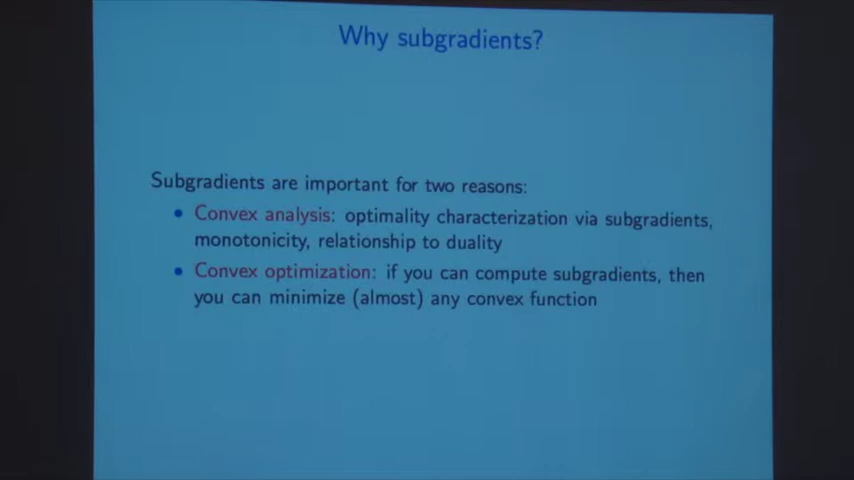 Why subgradients?
Subgradients are important for two reasons:
• Convex analysis: optimality characterization via subgradients,
monotonicity, relationship to duality
• Convex optimization: if you can compute subgradients, then
you can minimize (almost) any convex function